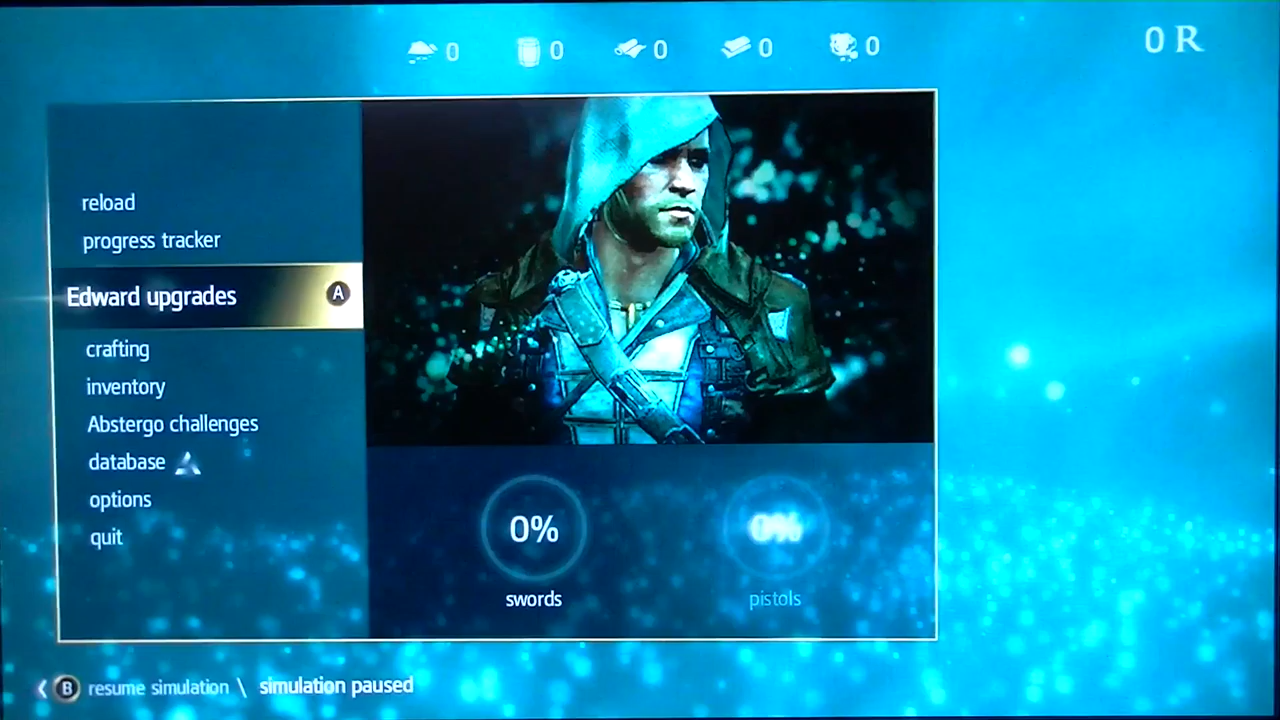 0 0 0 0 0 0 R
reload
progress tracker
Edward upgrades A
crafting
inventory
Abstergo challenges
database
options
quit
0% 0%
swords pistols
B resume simulation \ simulation paused